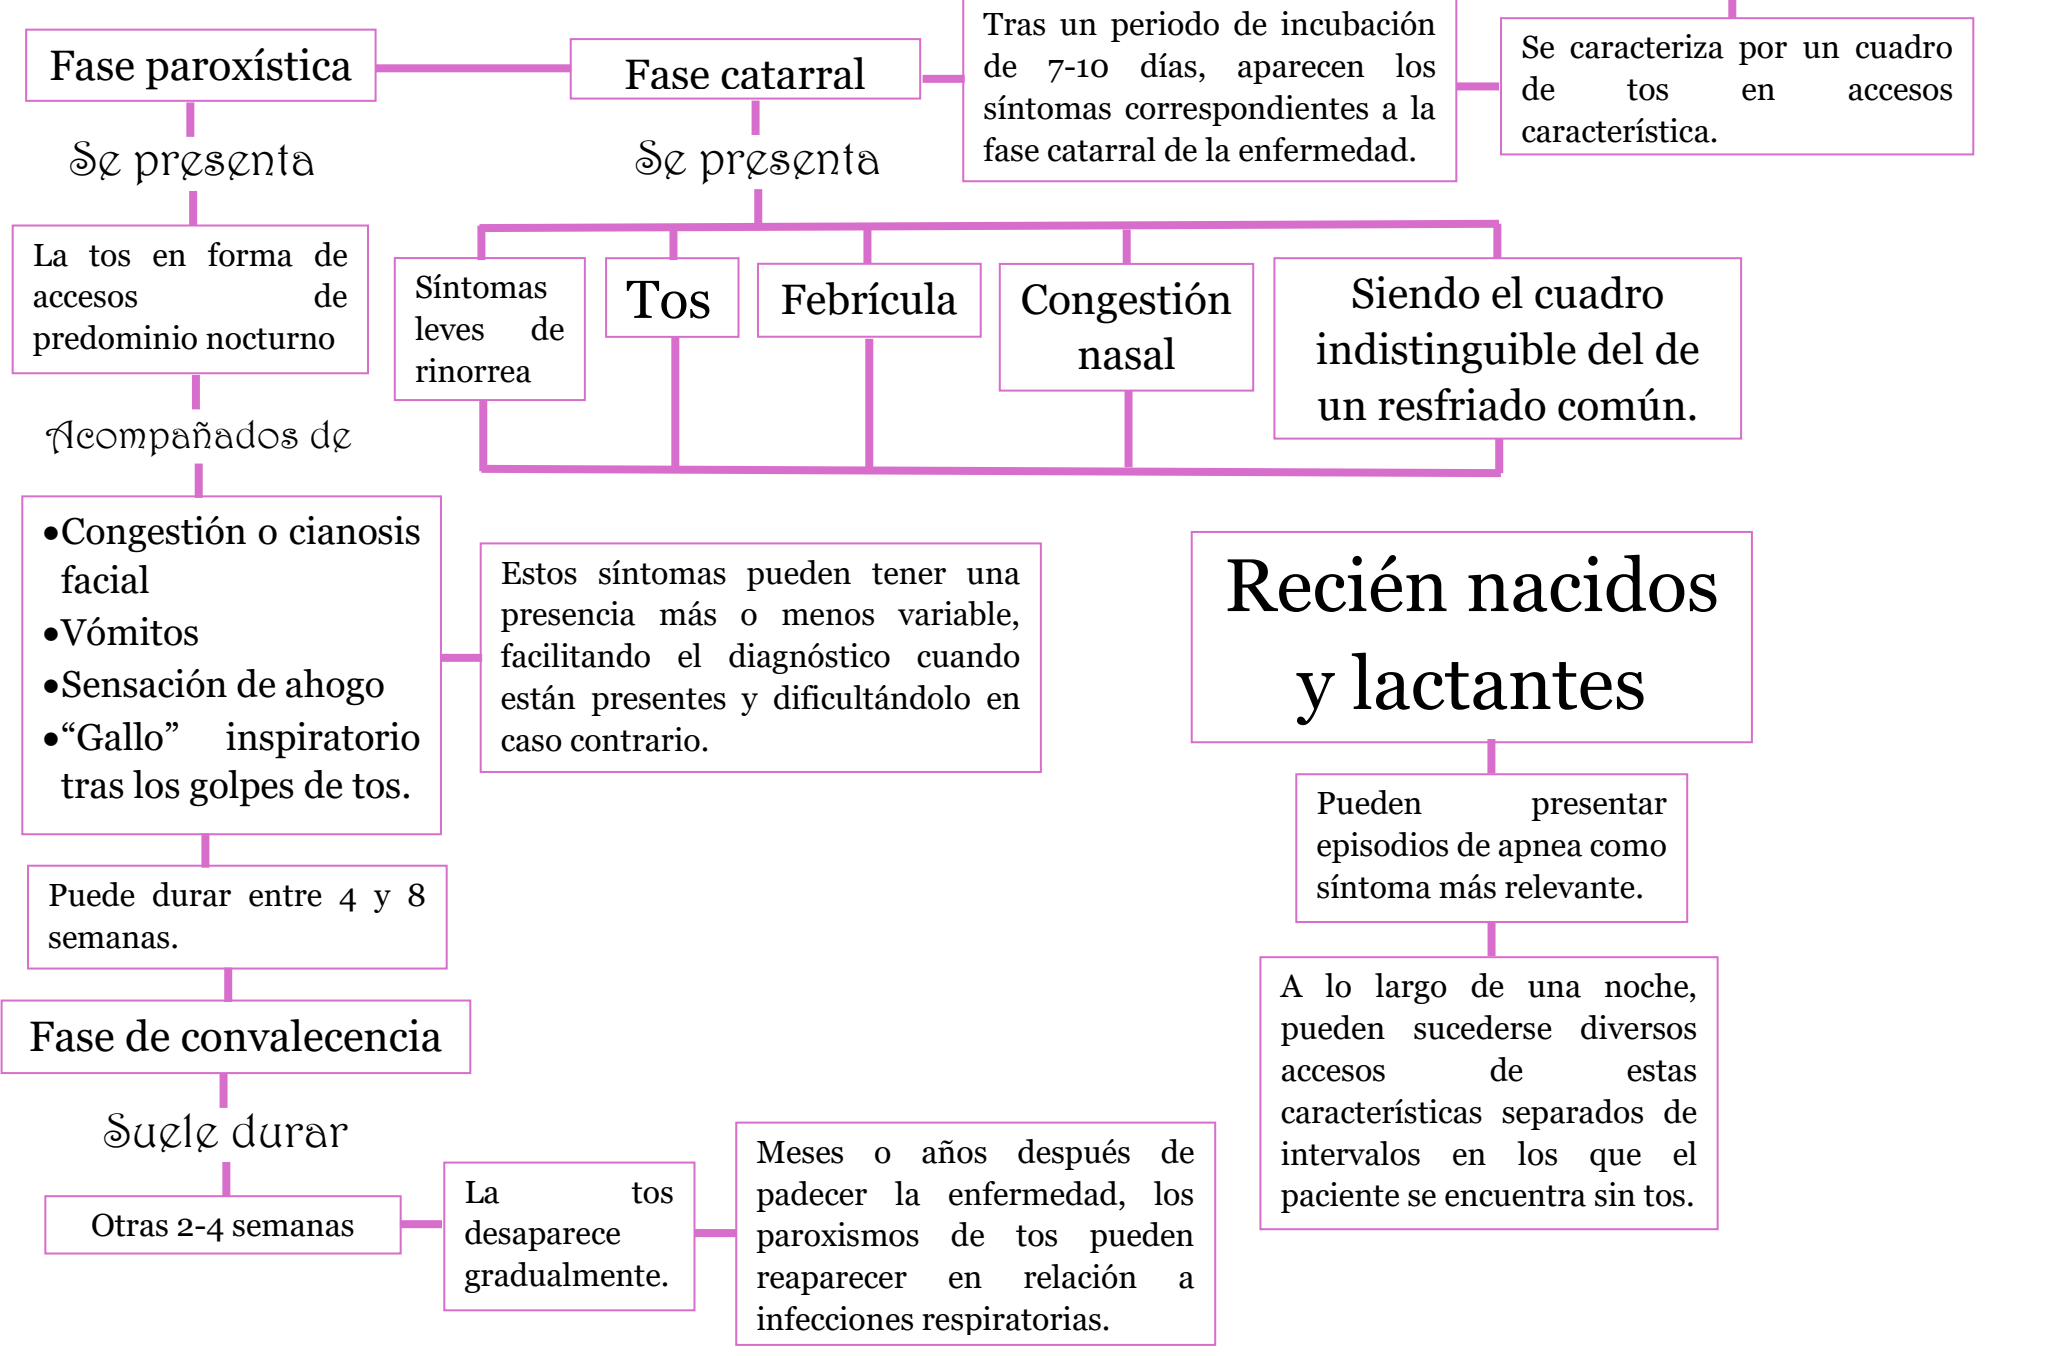 Fase paroxística
Fase catarral
Tras un periodo de incubación
de 7-10 días, aparecen los
síntomas correspondientes a la
fase catarral de la enfermedad.
Se caracteriza por un cuadro
de tos en accesos
característica.
Se presenta
Se presenta
La tos en forma de
accesos de
predominio nocturno
Síntomas
leves de
rinorrea
Tos
Febrícula
Congestión
nasal
Siendo el cuadro
indistinguible del de
un resfriado común.
Acompañados de
•Congestión o cianosis
facial
•Vómitos
•Sensación de ahogo
•“Gallo” inspiratorio
tras los golpes de tos.
Estos síntomas pueden tener una
presencia más o menos variable,
facilitando el diagnóstico cuando
están presentes y dificultándolo en
caso contrario.
Recién nacidos
y lactantes
Pueden presentar
episodios de apnea como
síntoma más relevante.
Puede durar entre 4 y 8
semanas.
A lo largo de una noche,
pueden sucederse diversos
accesos de estas
características separados de
intervalos en los que el
paciente se encuentra sin tos.
Fase de convalecencia
Suele durar
Otras 2-4 semanas
La tos
desaparece
gradualmente.
Meses o años después de
padecer la enfermedad, los
paroxismos de tos pueden
reaparecer en relación a
infecciones respiratorias.